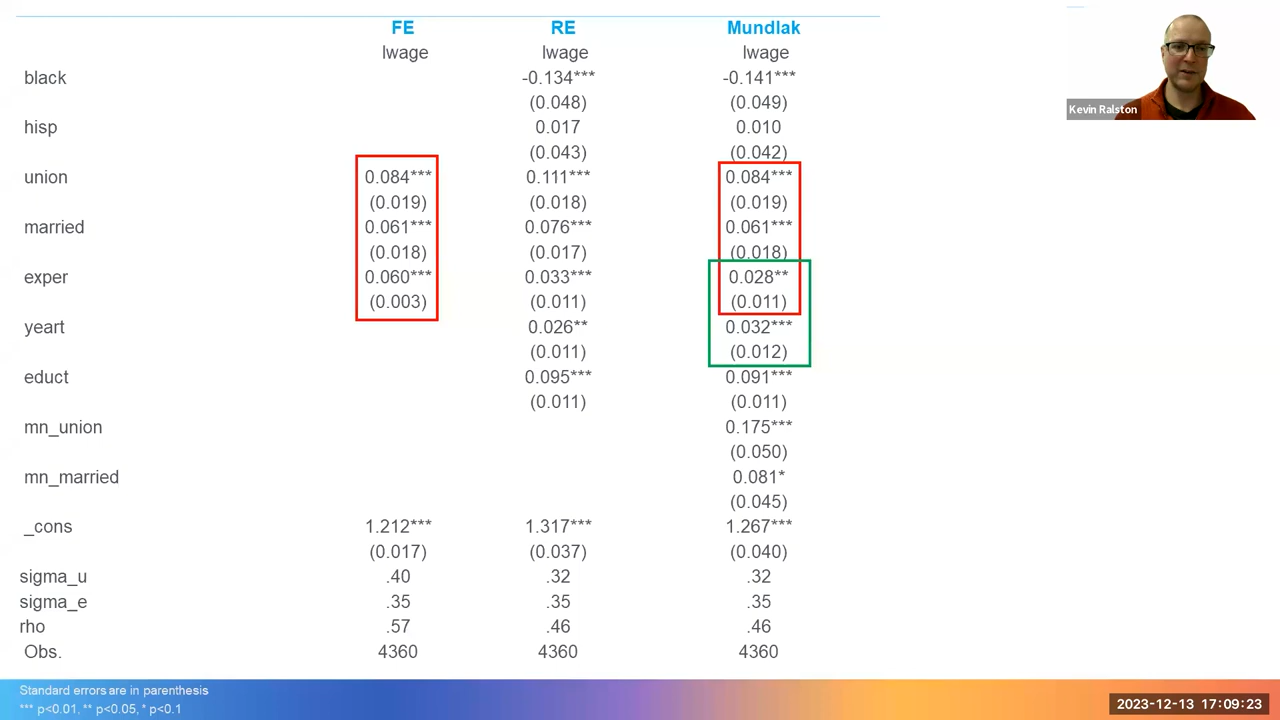 FE RE Mundlak
lwage lwage lwage
black -0.134*** -0.141***
(0.048) (0.049)
hisp 0.017 0.010
(0.043) (0.042)
union 0.084*** 0.111*** 0.084***
(0.019) (0.018) (0.019)
married 0.061*** 0.076*** 0.061***
(0.018) (0.017) (0.018)
exper 0.060*** 0.033*** 0.028**
(0.003) (0.011) (0.011)
yeart 0.026** 0.032***
(0.011) (0.012)
educt 0.095*** 0.091***
(0.011) (0.011)
mn_union 0.175***
(0.050)
mn_married 0.081*
(0.045)
_cons 1.212*** 1.317*** 1.267***
(0.017) (0.037) (0.040)
sigma_u .40 .32 .32
sigma_e .35 .35 .35
rho .57 .46 .46
Obs. 4360 4360 4360
Standard errors are in parenthesis
*** p<0.01, ** p<0.05, * p<0.1
Kevin Ralston
2023-12-13 17:09:23